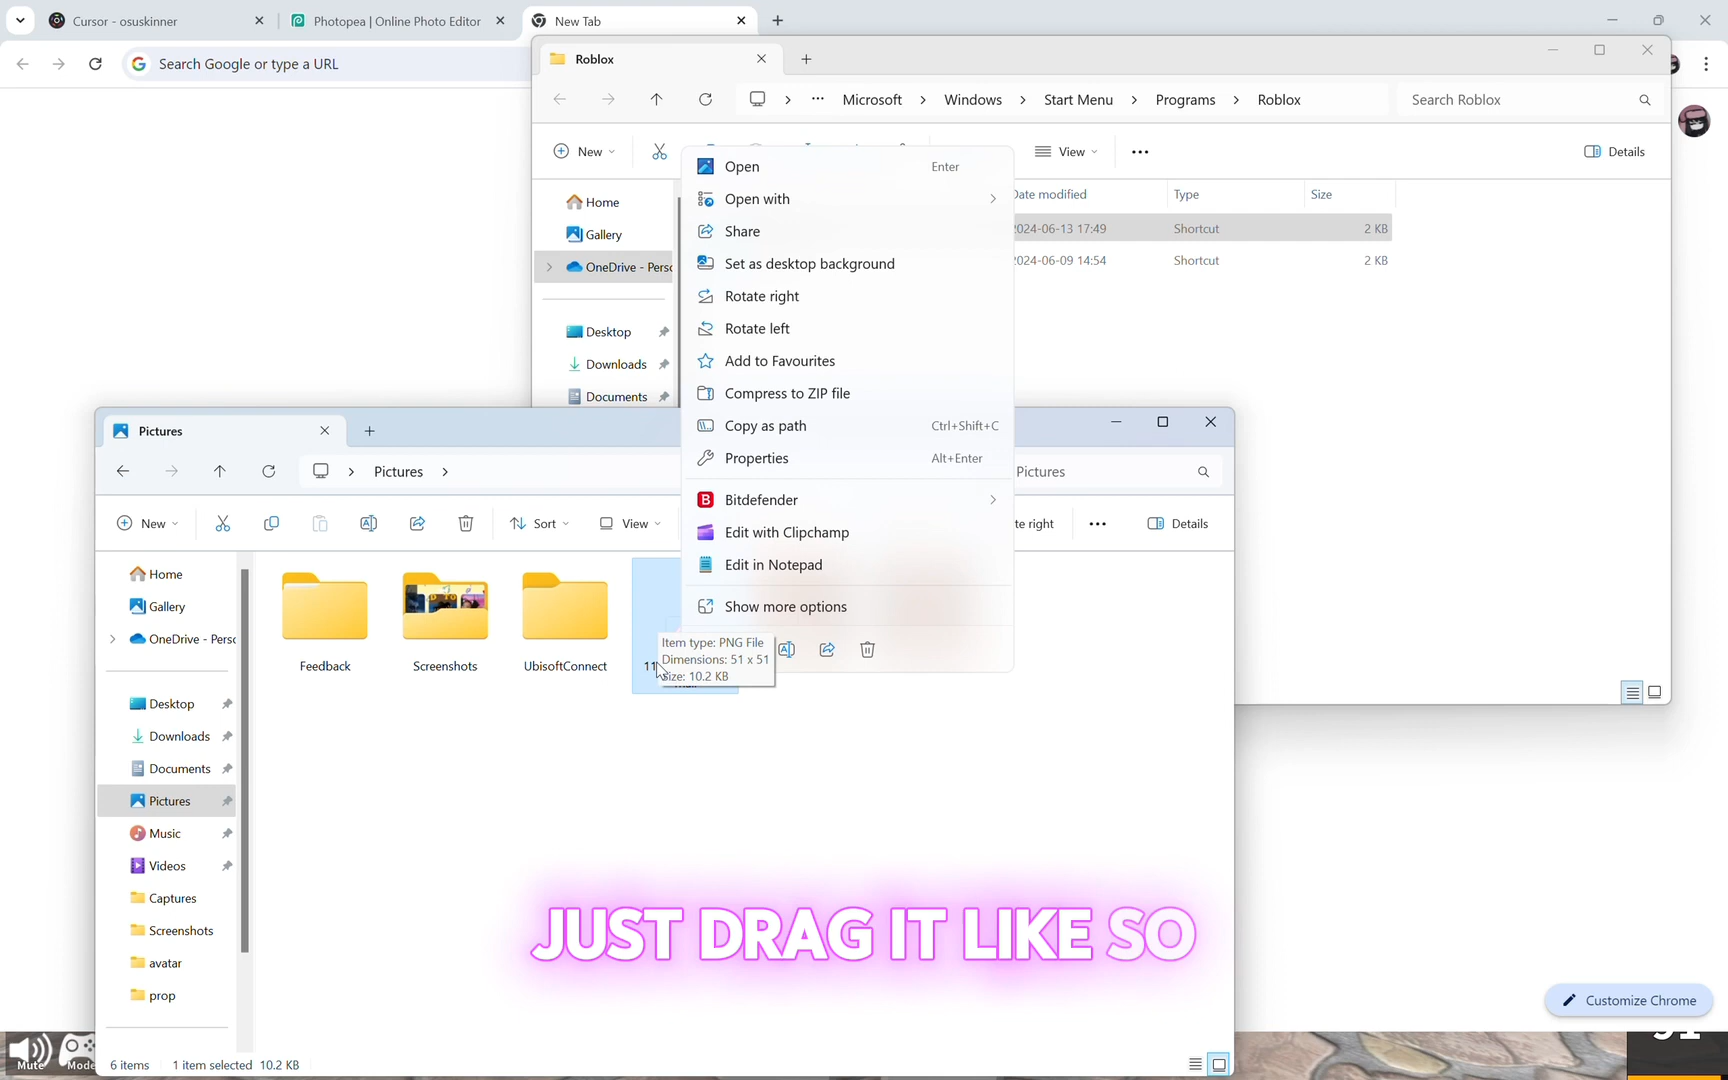 Cursor - osuskinner
Photopea | Online Photo Editor
New Tab
Search Google or type a URL
Roblox
Microsoft > Windows > Start Menu > Programs > Roblox
Search Roblox
New
View
Details
Date modified
Type
Size
2024-06-13 17:49
Shortcut
2 KB
2024-06-09 14:54
Shortcut
2 KB
Home
Gallery
OneDrive - Perso
Desktop
Downloads
Documents
Open
Enter
Open with
Share
Set as desktop background
Rotate right
Rotate left
Add to Favourites
Compress to ZIP file
Copy as path
Ctrl+Shift+C
Properties
Alt+Enter
Bitdefender
Edit with Clipchamp
Edit in Notepad
Show more options
Pictures
Pictures
Pictures
New
Sort
View
te right
Details
Home
Gallery
OneDrive - Perso
Desktop
Downloads
Documents
Pictures
Music
Videos
Captures
Screenshots
avatar
prop
Feedback
Screenshots
UbisoftConnect
11
Item type: PNG File
Dimensions: 51 x 51
Size: 10.2 KB
JUST DRAG IT LIKE SO
Customize Chrome
Mute
Mode
6 items
1 item selected 10.2 KB